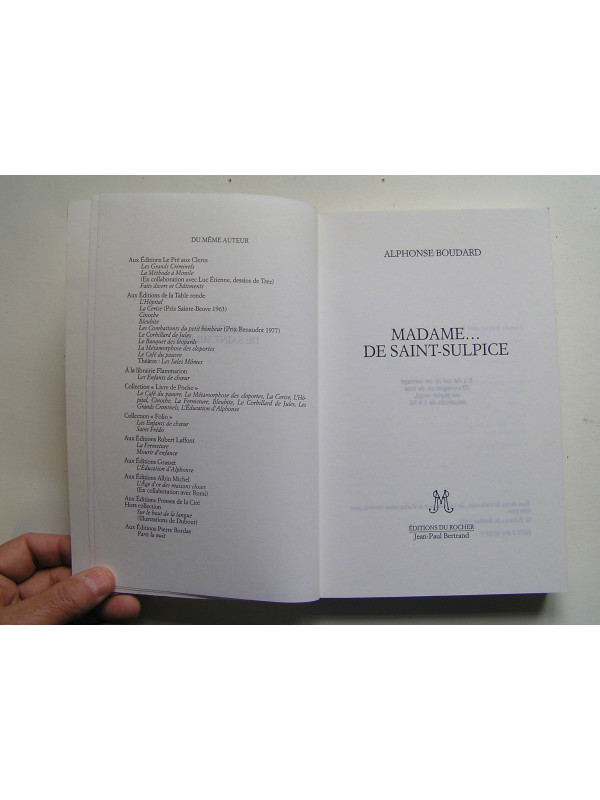 DU MÊME AUTEUR
Aux Éditions Le Pré aux Clercs
Les Grands Criminels
La Méthode à Mimile
(En collaboration avec Luc Étienne, dessins de Trez)
Faits divers et Châtiments
Aux Éditions de la Table ronde
L'Hôpital
La Cerise (Prix Sainte-Beuve 1963)
Cinoche
Bleubite
Les Combattants du petit bonheur (Prix Renaudot 1977)
Le Corbillard de Jules
Le Banquet des léopards
La Métamorphose des cloportes
Le Café du pauvre
Théâtre : Les Sales Mômes
À la librairie Flammarion
Les Enfants de chœur
Collection « Livre de Poche »
Le Café du pauvre, La Métamorphose des cloportes, La Cerise, L'Hô-
pital, Cinoche, La Fermeture, Bleubite, Le Corbillard de Jules, Les
Grands Criminels, L'Éducation d'Alphonse
Collection « Folio »
Les Enfants de chœur
Saint Frédo
Aux Éditions Robert Laffont
La Fermeture
Mourir d'enfance
Aux Éditions Grasset
L'Éducation d'Alphonse
Aux Éditions Albin Michel
L'Âge d'or des maisons closes
(En collaboration avec Romi)
Aux Éditions Presses de la Cité
Hors collection
Sur le bout de la langue
(Illustrations de Dubout)
Aux Éditions Pierre Bordas
Paris la nuit
ALPHONSE BOUDARD
MADAME...
DE SAINT-SULPICE
ÉDITIONS DU ROCHER
Jean-Paul Bertrand